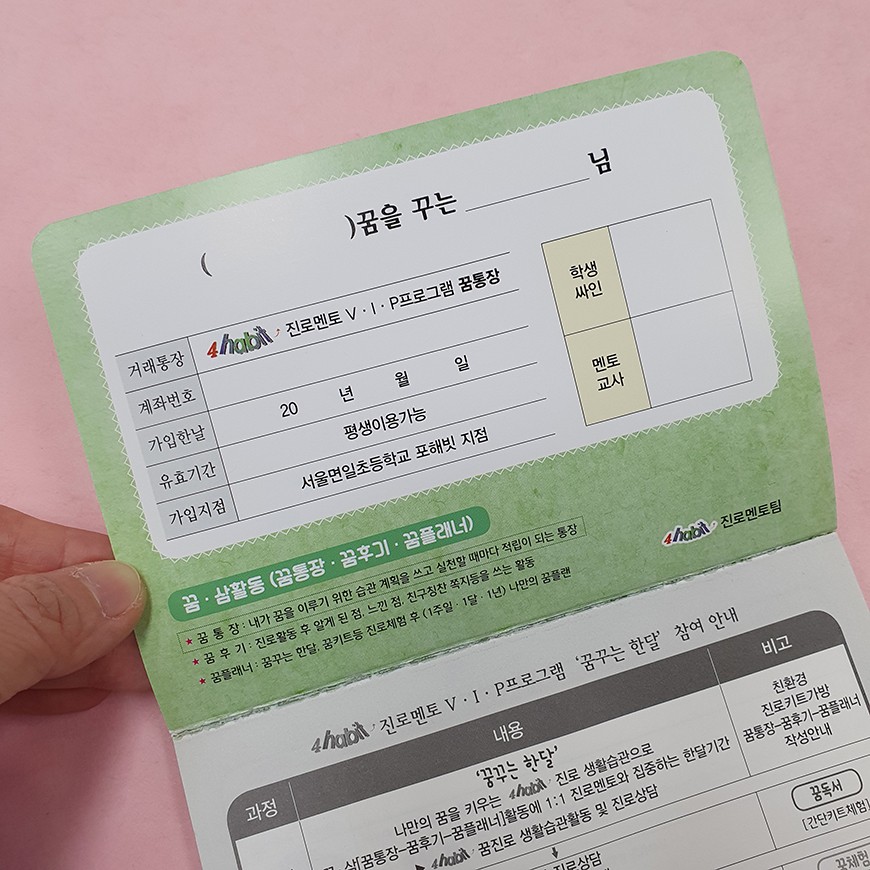 ( )꿈을 꾸는 님
거래통장 4habit 진로멘토 V·I·P프로그램 꿈통장
계좌번호
가입한날 20 년 월 일
유효기간 평생이용가능
가입지점 서울면일초등학교 포해빗 지점
학생
싸인
멘토
교사
4habit 진로멘토팀
꿈·삼활동 (꿈통장·꿈후기·꿈플래너)
★ 꿈 통 장 : 내가 꿈을 이루기 위한 습관 계획을 쓰고 실천할 때마다 적립이 되는 통장
★ 꿈 후 기 : 진로활동 후 알게 된 점, 느낀 점, 친구칭찬 쪽지등을 쓰는 활동
★ 꿈플래너 : 꿈꾸는 한달, 꿈키트등 진로체험 후 (1주일·1달·1년) 나만의 꿈플랜
4habit 진로멘토 V·I·P프로그램 ‘꿈꾸는 한달’ 참여 안내
과정 내용 비고
‘꿈꾸는 한달’
나만의 꿈을 키우는 4habit 진로 생활습관으로
삼[꿈통장-꿈후기-꿈플래너]활동에 1:1 진로멘토와 집중하는 한달기간
4habit 꿈진로 생활습관활동 및 진로상담
친환경
진로키트가방
꿈통장-꿈후기-꿈플래너
작성안내
진로상담
꿈독서
[간단키트체험]
꿈체험